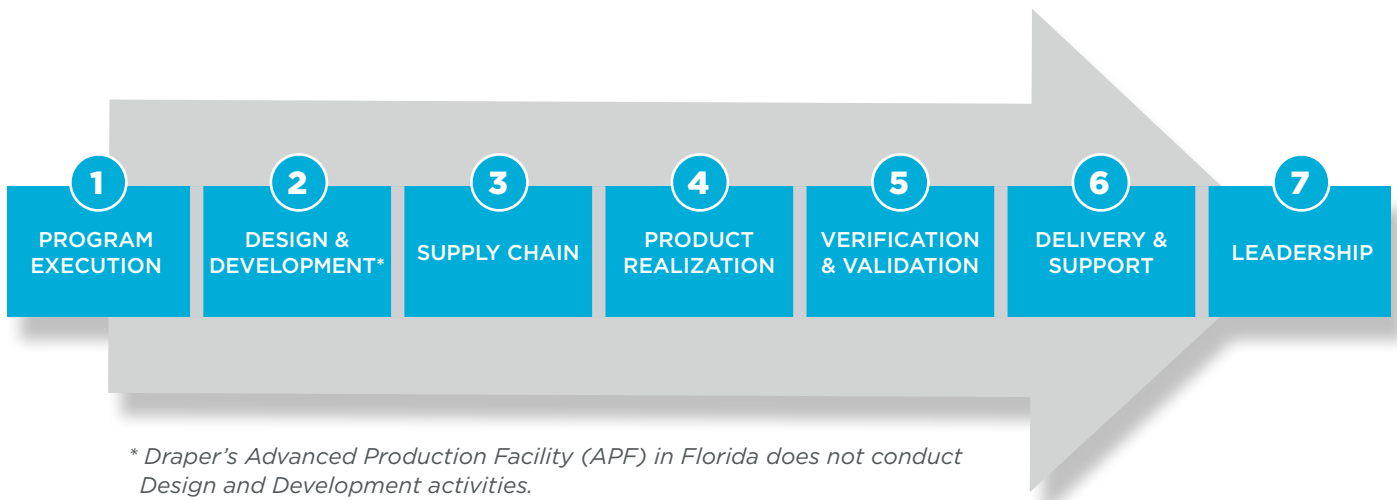 1
PROGRAM
EXECUTION
2
DESIGN &
DEVELOPMENT*
3
SUPPLY CHAIN
4
PRODUCT
REALIZATION
5
VERIFICATION
& VALIDATION
6
DELIVERY &
SUPPORT
7
LEADERSHIP
* Draper’s Advanced Production Facility (APF) in Florida does not conduct
Design and Development activities.